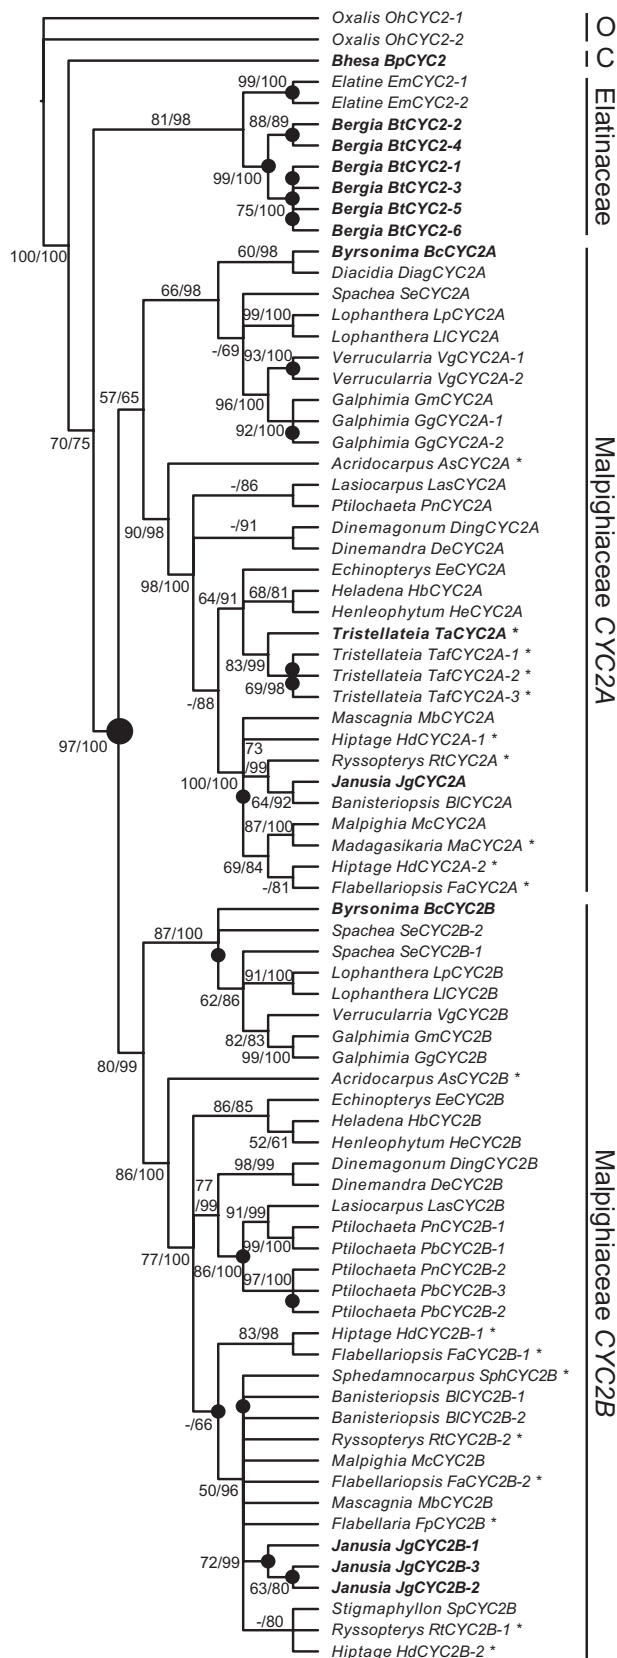 Oxalis OhCYC2-1
Oxalis OhCYC2-2
O
Bhesa BpCYC2
C
99/100
Elatine EmCYC2-1
Elatine EmCYC2-2
81/98
88/89
Bergia BtCYC2-2
Bergia BtCYC2-4
Bergia BtCYC2-1
99/100
Bergia BtCYC2-3
75/100
Bergia BtCYC2-5
Bergia BtCYC2-6
Elatinaceae
100/100
60/98
Byrsonima BcCYC2A
Diacidia DiagCYC2A
66/98
Spachea SeCYC2A
99/100
Lophanthera LpCYC2A
Lophanthera LlCYC2A
-/69
93/100
Verrucularria VgCYC2A-1
Verrucularria VgCYC2A-2
57/65
96/100
Galphimia GmCYC2A
Galphimia GgCYC2A-1
92/100
Galphimia GgCYC2A-2
70/75
Acridocarpus AsCYC2A *
-/86
Lasiocarpus LasCYC2A
Ptilochaeta PnCYC2A
90/98
-/91
Dinemagonum DingCYC2A
Dinemandra DeCYC2A
98/100
Echinopterys EeCYC2A
64/91
68/81
Heladena HbCYC2A
Henleophytum HeCYC2A
Tristellateia TaCYC2A *
83/99
Tristellateia TafCYC2A-1 *
Tristellateia TafCYC2A-2 *
69/98
Tristellateia TafCYC2A-3 *
-/88
Mascagnia MbCYC2A
97/100
73
/99
Hiptage HdCYC2A-1 *
Ryssopterys RtCYC2A *
100/100
Janusia JgCYC2A
64/92
Banisteriopsis BlCYC2A
87/100
Malpighia McCYC2A
Madagasikaria MaCYC2A *
69/84
Hiptage HdCYC2A-2 *
-/81
Flabellariopsis FaCYC2A *
Malpighiaceae CYC2A
Byrsonima BcCYC2B
87/100
Spachea SeCYC2B-2
Spachea SeCYC2B-1
91/100
Lophanthera LpCYC2B
62/86
Lophanthera LlCYC2B
Verrucularria VgCYC2B
82/83
Galphimia GmCYC2B
99/100
Galphimia GgCYC2B
80/99
Acridocarpus AsCYC2B *
86/85
Echinopterys EeCYC2B
Heladena HbCYC2B
52/61
Henleophytum HeCYC2B
86/100
98/99
Dinemagonum DingCYC2B
77
/99
Dinemandra DeCYC2B
91/99
Lasiocarpus LasCYC2B
Ptilochaeta PnCYC2B-1
99/100
Ptilochaeta PbCYC2B-1
77/100
86/100
97/100
Ptilochaeta PnCYC2B-2
Ptilochaeta PbCYC2B-3
Ptilochaeta PbCYC2B-2
83/98
Hiptage HdCYC2B-1 *
Flabellariopsis FaCYC2B-1 *
Sphedamnocarpus SphCYC2B *
Banisteriopsis BlCYC2B-1
-/66
Banisteriopsis BlCYC2B-2
Ryssopterys RtCYC2B-2 *
Malpighia McCYC2B
50/96
Flabellariopsis FaCYC2B-2 *
Mascagnia MbCYC2B
Flabellaria FpCYC2B *
Janusia JgCYC2B-1
72/99
Janusia JgCYC2B-3
63/80
Janusia JgCYC2B-2
Stigmaphyllon SpCYC2B
-/80
Ryssopterys RtCYC2B-1 *
Hiptage HdCYC2B-2 *
Malpighiaceae CYC2B